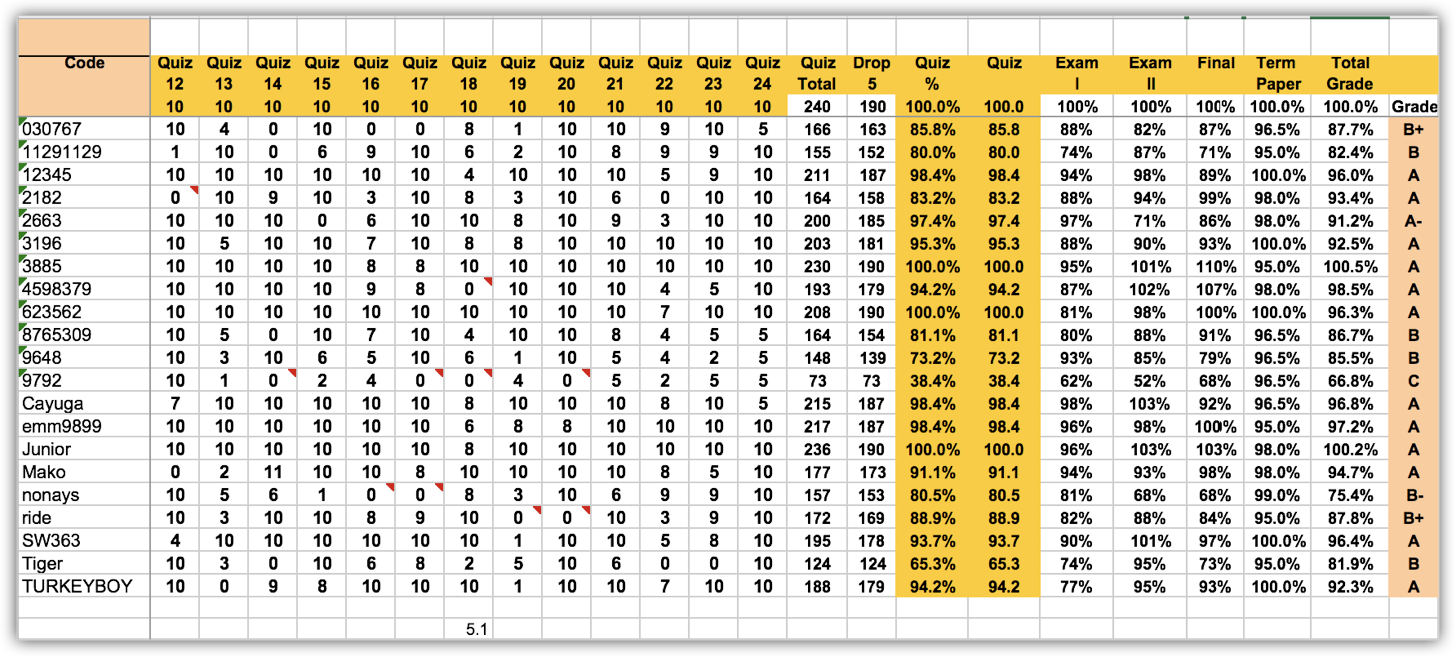 Code Quiz Quiz Quiz Quiz Quiz Quiz Quiz Quiz Quiz Quiz Quiz Quiz Quiz Quiz Drop Quiz Quiz Exam Exam Final Term Total
12 13 14 15 16 17 18 19 20 21 22 23 24 Total 5 % I II Paper Grade
10 10 10 10 10 10 10 10 10 10 10 10 10 240 190 100.0% 100.0 100% 100% 100% 100.0% 100.0% Grade
030767 10 4 0 10 0 0 8 1 10 10 9 10 5 166 163 85.8% 85.8 88% 82% 87% 96.5% 87.7% B+
11291129 1 10 0 6 9 10 6 2 10 8 9 9 10 155 152 80.0% 80.0 74% 87% 71% 95.0% 82.4% B
12345 10 10 10 10 10 10 4 10 10 10 5 9 10 211 187 98.4% 98.4 94% 98% 89% 100.0% 96.0% A
2182 0 10 9 10 3 10 8 3 10 6 0 10 10 164 158 83.2% 83.2 88% 94% 99% 98.0% 93.4% A
2663 10 10 10 0 6 10 10 8 10 9 3 10 10 200 185 97.4% 97.4 97% 71% 86% 98.0% 91.2% A-
3196 10 5 10 10 7 10 8 8 10 10 10 10 10 203 181 95.3% 95.3 88% 90% 93% 100.0% 92.5% A
3885 10 10 10 10 8 8 10 10 10 10 10 10 10 230 190 100.0% 100.0 95% 101% 110% 95.0% 100.5% A
4598379 10 10 10 10 9 8 0 10 10 10 4 5 10 193 179 94.2% 94.2 87% 102% 107% 98.0% 98.5% A
623562 10 10 10 10 10 10 10 10 10 10 7 10 10 208 190 100.0% 100.0 81% 98% 100% 100.0% 96.3% A
8765309 10 5 0 10 7 10 4 10 10 8 4 5 5 164 154 81.1% 81.1 80% 88% 91% 96.5% 86.7% B
9648 10 3 10 6 5 10 6 1 10 5 4 2 5 148 139 73.2% 73.2 93% 85% 79% 96.5% 85.5% B
9792 10 1 0 2 4 0 0 4 0 5 2 5 5 73 73 38.4% 38.4 62% 52% 68% 96.5% 66.8% C
Cayuga 7 10 10 10 10 10 8 10 10 10 8 10 5 215 187 98.4% 98.4 98% 103% 92% 96.5% 96.8% A
emm9899 10 10 10 10 10 10 6 8 8 10 10 10 10 217 187 98.4% 98.4 96% 98% 100% 95.0% 97.2% A
Junior 10 10 10 10 10 10 8 10 10 10 10 10 10 236 190 100.0% 100.0 96% 103% 103% 98.0% 100.2% A
Mako 0 2 11 10 10 8 10 10 10 10 8 5 10 177 173 91.1% 91.1 94% 93% 98% 98.0% 94.7% A
nonays 10 5 6 1 0 0 8 3 10 6 9 9 10 157 153 80.5% 80.5 81% 68% 68% 99.0% 75.4% B-
ride 10 3 10 10 8 9 10 0 0 10 3 9 10 172 169 88.9% 88.9 82% 88% 84% 95.0% 87.8% B+
SW363 4 10 10 10 10 10 10 1 10 10 5 8 10 195 178 93.7% 93.7 90% 101% 97% 100.0% 96.4% A
Tiger 10 3 0 10 6 8 2 5 10 6 0 0 10 124 124 65.3% 65.3 74% 95% 73% 95.0% 81.9% B
TURKEYBOY 10 0 9 8 10 10 10 1 10 10 7 10 10 188 179 94.2% 94.2 77% 95% 93% 100.0% 92.3% A
5.1